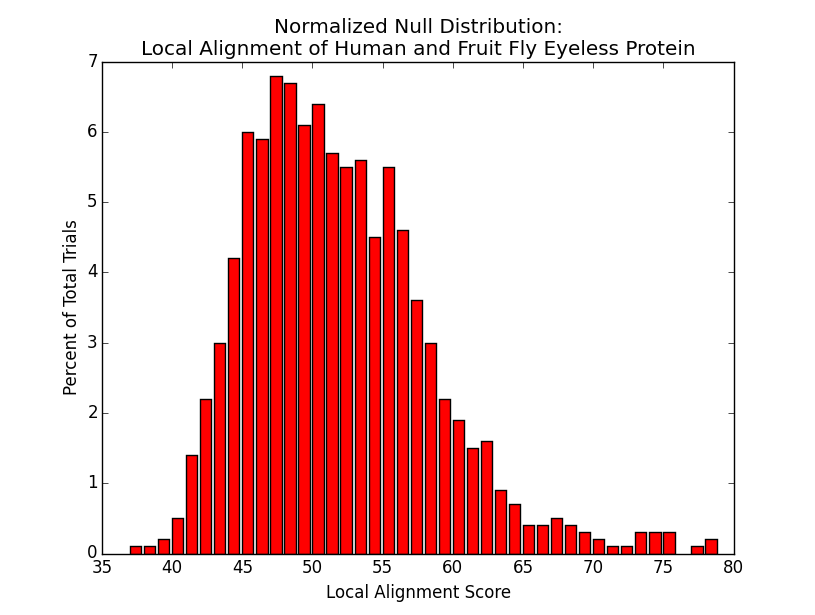 Normalized Null Distribution:
Local Alignment of Human and Fruit Fly Eyeless Protein
7
6
5
4
3
2
1
0
Percent of Total Trials
35 40 45 50 55 60 65 70 75 80
Local Alignment Score